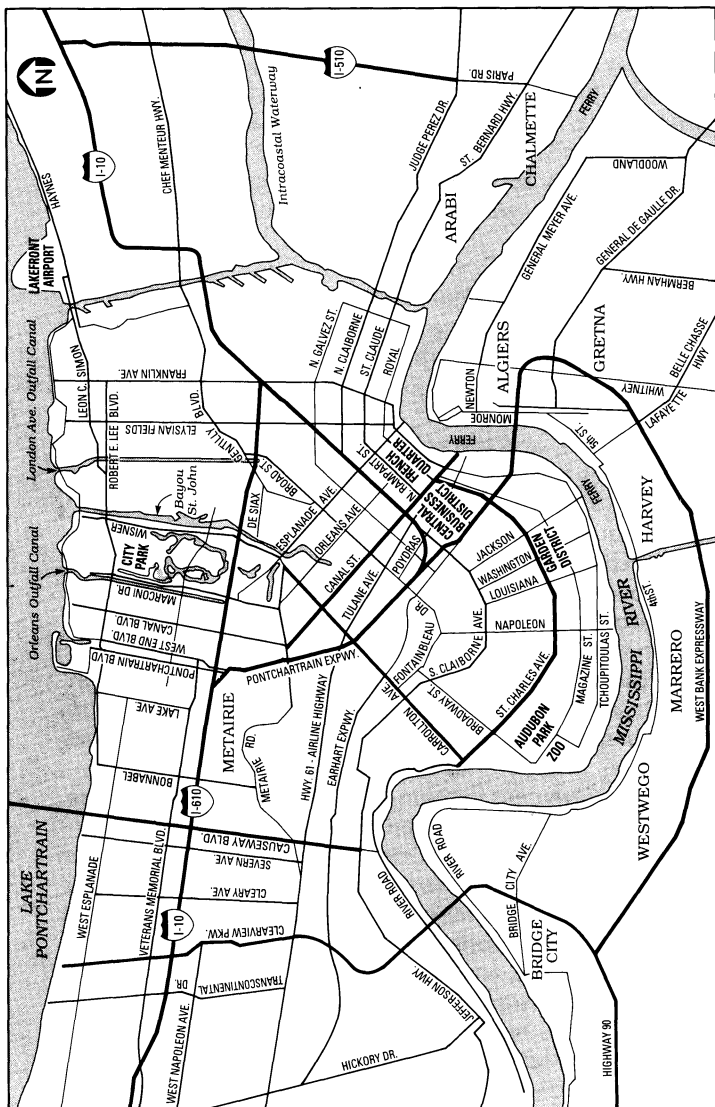 N
I-510
PARIS RD.
FERRY
I-10
CHEF MENTEUR HWY.
Intracoastal Waterway
JUDGE PEREZ DR.
ST. BERNARD HWY.
CHALMETTE
ARABI
WOODLAND
HAYNES
LAKEFRONT
AIRPORT
GENERAL MEYER AVE.
GENERAL DE GAULLE DR.
BERMHAN HWY.
London Ave. Outfall Canal
LEON C. SIMON
FRANKLIN AVE.
N. GALVEZ ST.
N. CLAIBORNE
ST. CLAUDE
ROYAL
NEWTON
ALGIERS
GRETNA
WHITNEY
BELLE CHASSE
HWY
LAFAYETTE
MONROE
5th ST.
ROBERT E. LEE BLVD.
ELYSIAN FIELDS
GENTILLY BLVD.
BROAD ST.
N. RAMPART ST.
FRENCH
QUARTER
FERRY
Bayou
St. John
DE SIAX
ESPLANADE AVE
ORLEANS AVE
CENTRAL
BUSINESS
DISTRICT
Orleans Outfall Canal
WISNER
CITY
PARK
MARCONI DR.
CANAL BLVD.
WEST END BLVD.
PONTCHARTRAIN BLVD
CANAL ST.
TULANE AVE.
POYDRAS
JACKSON
WASHINGTON
LOUISIANA
GARDEN
DISTRICT
FERRY
HARVEY
4th ST.
PONTCHARTRAIN EXPWY.
FONTAINBLEAU
DR
S. CLAIBORNE AVE.
NAPOLEON
ST. CHARLES AVE.
MAGAZINE ST.
TCHOUPITOULAS ST.
MISSISSIPPI RIVER
MARRERO
WEST BANK EXPRESSWAY
LAKE AVE.
METAIRIE
METAIRIE
RD.
HWY. 61 - AIRLINE HIGHWAY
EARHART EXPWY.
CARROLLTON
AVE
BROADWAY ST.
AUDUBON
PARK
ZOO
BONNABEL
I-610
LAKE
PONTCHARTRAIN
WEST ESPLANADE
VETERANS MEMORIAL BLVD.
CAUSEWAY BLVD.
SEVERN AVE.
CLEARY AVE.
CLEARVIEW PKW.
I-10
RIVER ROAD
RIVER ROAD
BRIDGE CITY AVE.
BRIDGE
CITY
WESTWEGO
TRANSCONTINENTAL
DR.
WEST NAPOLEON AVE.
JEFFERSON HWY.
HICKORY DR.
HIGHWAY 90